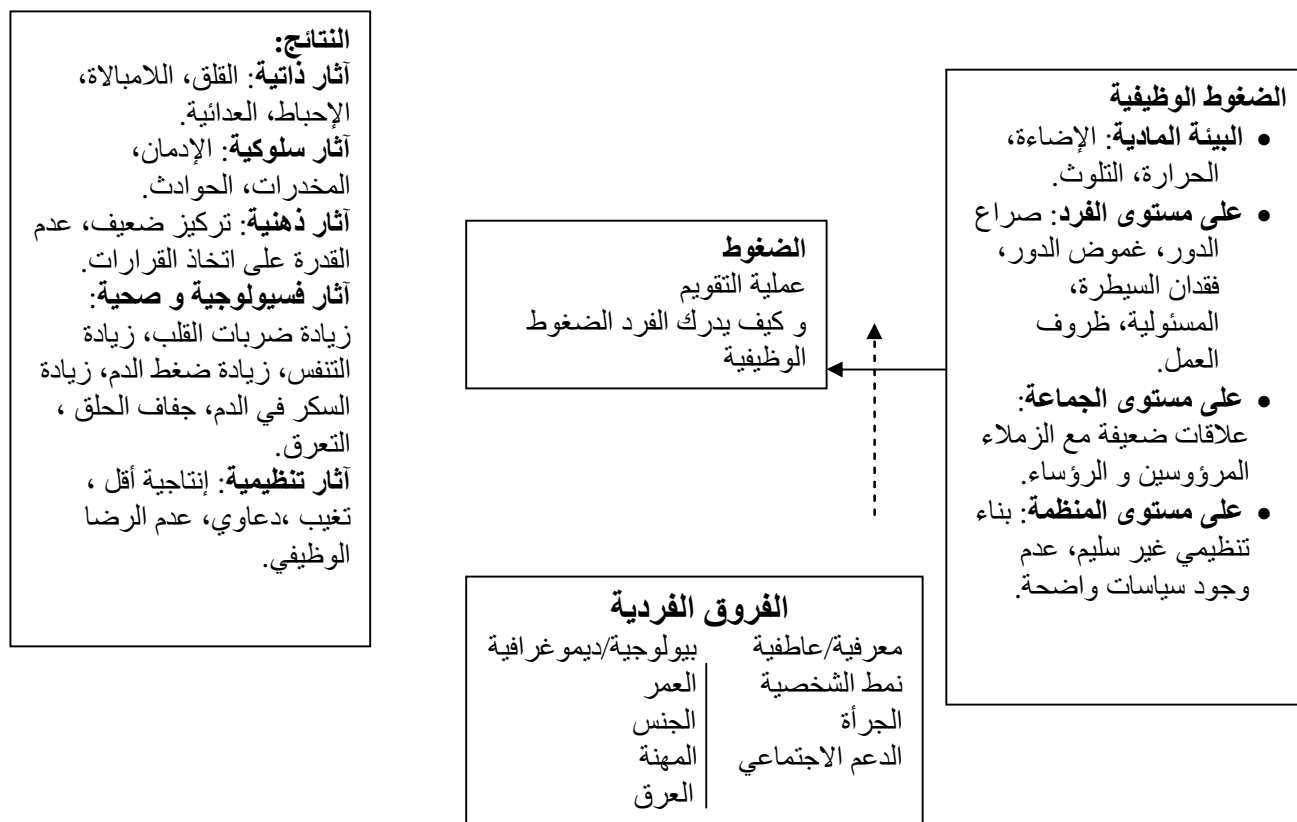 الضغوط الوظيفية
• البيئة المادية: الإضاءة،
الحرارة، التلوث.
• على مستوى الفرد: صراع
الدور، غموض الدور،
فقدان السيطرة،
المسئولية، ظروف
العمل.
• على مستوى الجماعة:
علاقات ضعيفة مع الزملاء
المرؤوسين و الرؤساء.
• على مستوى المنظمة: بناء
تنظيمي غير سليم، عدم
وجود سياسات واضحة.
الضغوط
عملية التقويم
و كيف يدرك الفرد الضغوط
الوظيفية
الفروق الفردية
معرفية/عاطفية بيولوجية/ديموغرافية
نمط الشخصية العمر
الجرأة الجنس
الدعم الاجتماعي المهنة
العرق
النتائج:
آثار ذاتية: القلق، اللامبالاة،
الإحباط، العدائية.
آثار سلوكية: الإدمان،
المخدرات، الحوادث.
آثار ذهنية: تركيز ضعيف، عدم
القدرة على اتخاذ القرارات.
آثار فسيولوجية و صحية:
زيادة ضربات القلب، زيادة
التنفس، زيادة ضغط الدم، زيادة
السكر في الدم، جفاف الحلق ،
التعرق.
آثار تنظيمية: إنتاجية أقل ،
تغيب ،دعاوي، عدم الرضا
الوظيفي.